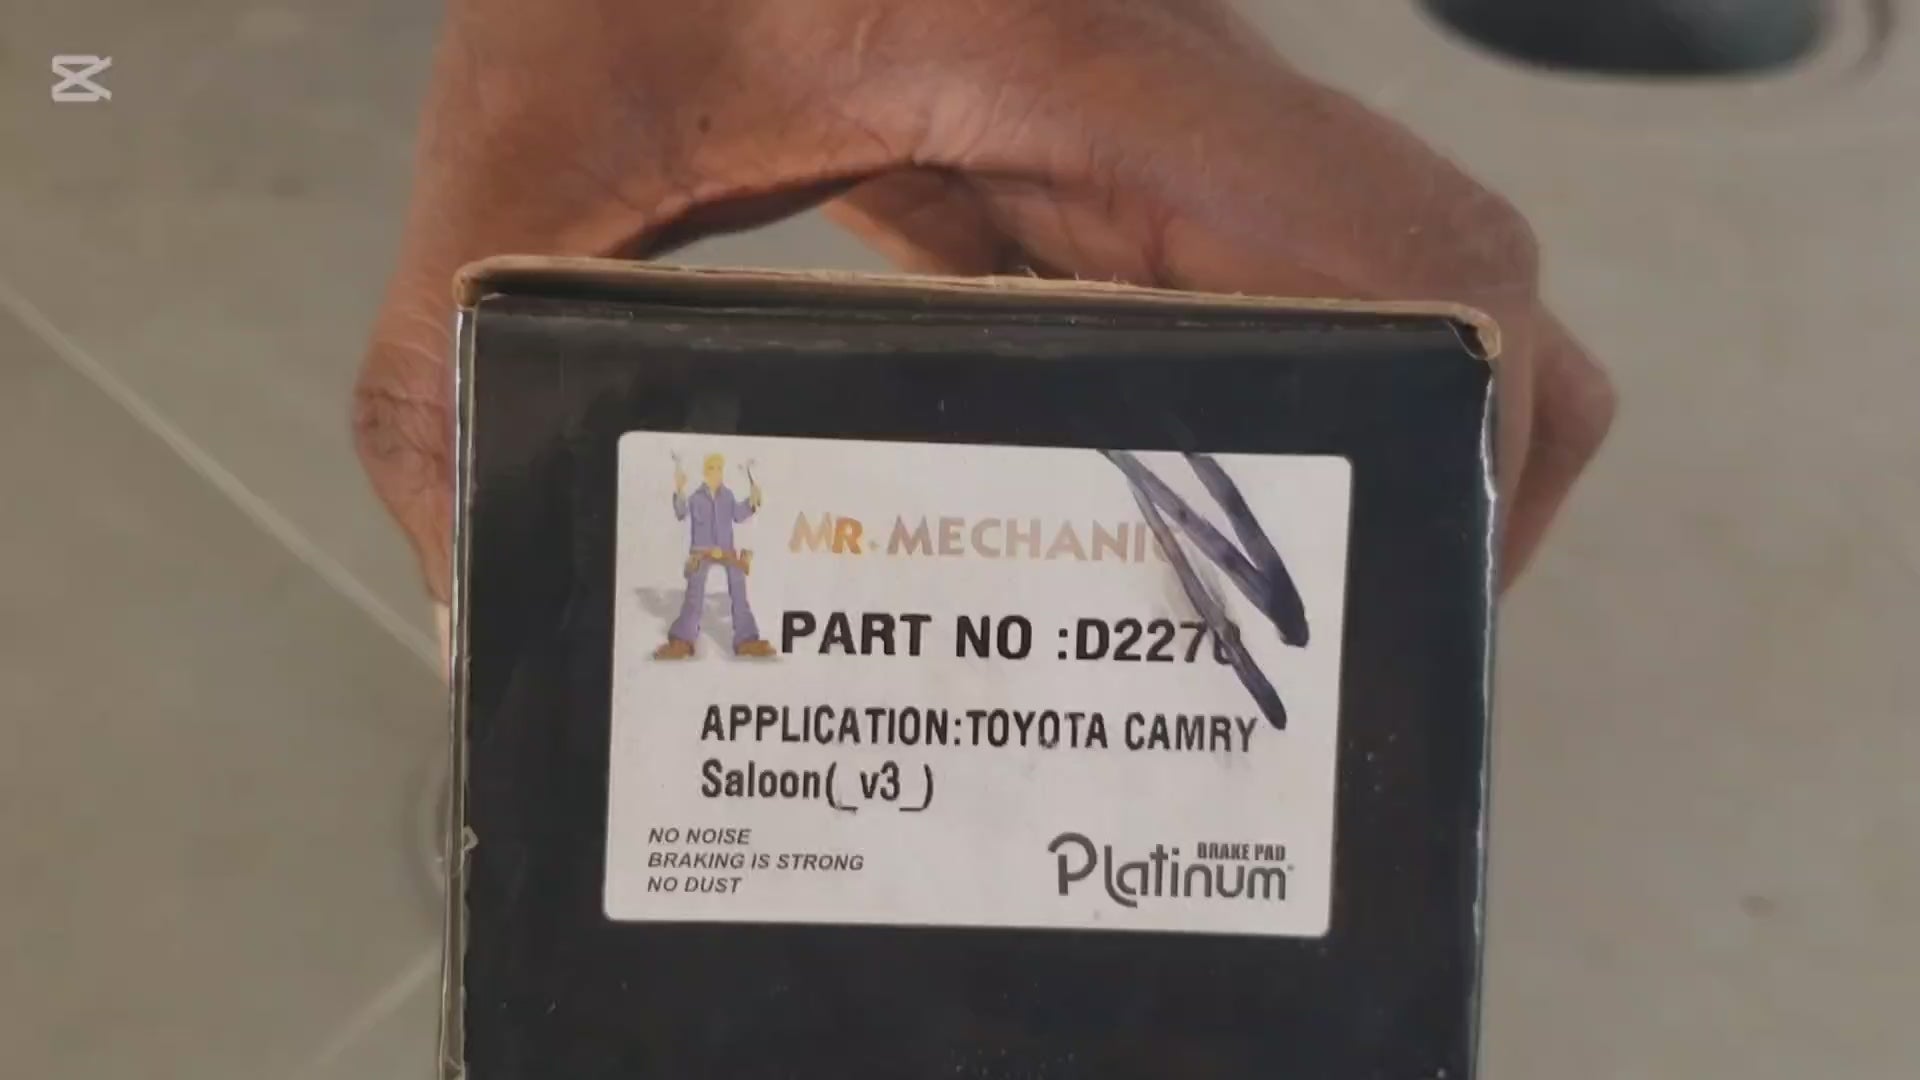 MR. MECHANIC
PART NO :D2270
APPLICATION:TOYOTA CAMRY
Saloon(_v3_)
NO NOISE
BRAKING IS STRONG
NO DUST
BRAKE PAD
Platinum